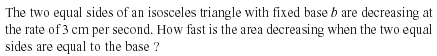 The two equal sides of an isosceles triangle with fixed base b are decreasing at
the rate of 3 cm per second. How fast is the area decreasing when the two equal
sides are equal to the base ?